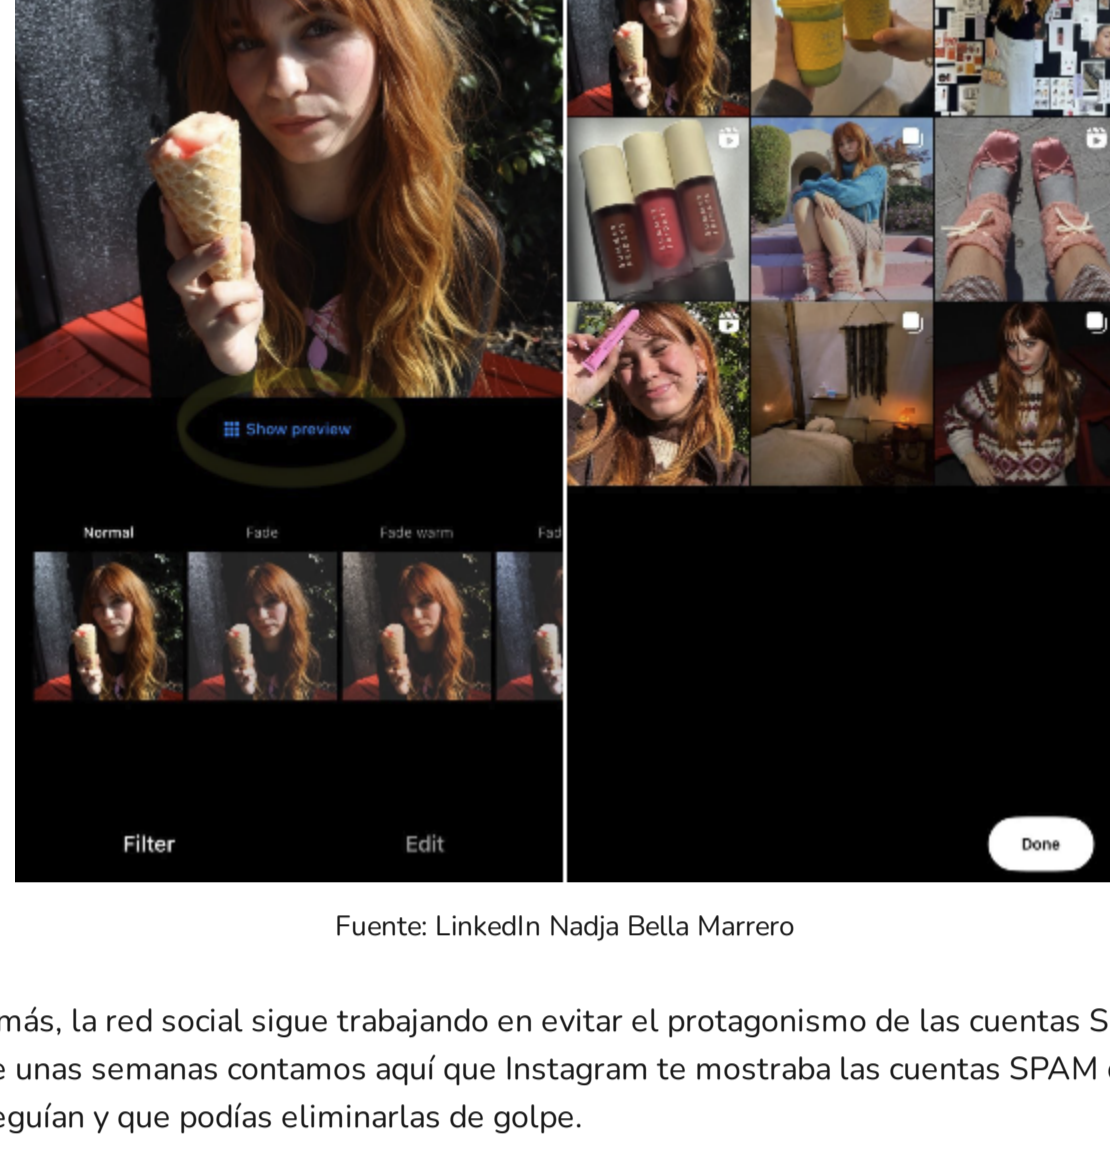 Show preview
Normal
Fade
Fade warm
Fad
Filter
Edit
Done
Fuente: LinkedIn Nadja Bella Marrero
más, la red social sigue trabajando en evitar el protagonismo de las cuentas S
e unas semanas contamos aquí que Instagram te mostraba las cuentas SPAM
eguían y que podías eliminarlas de golpe.